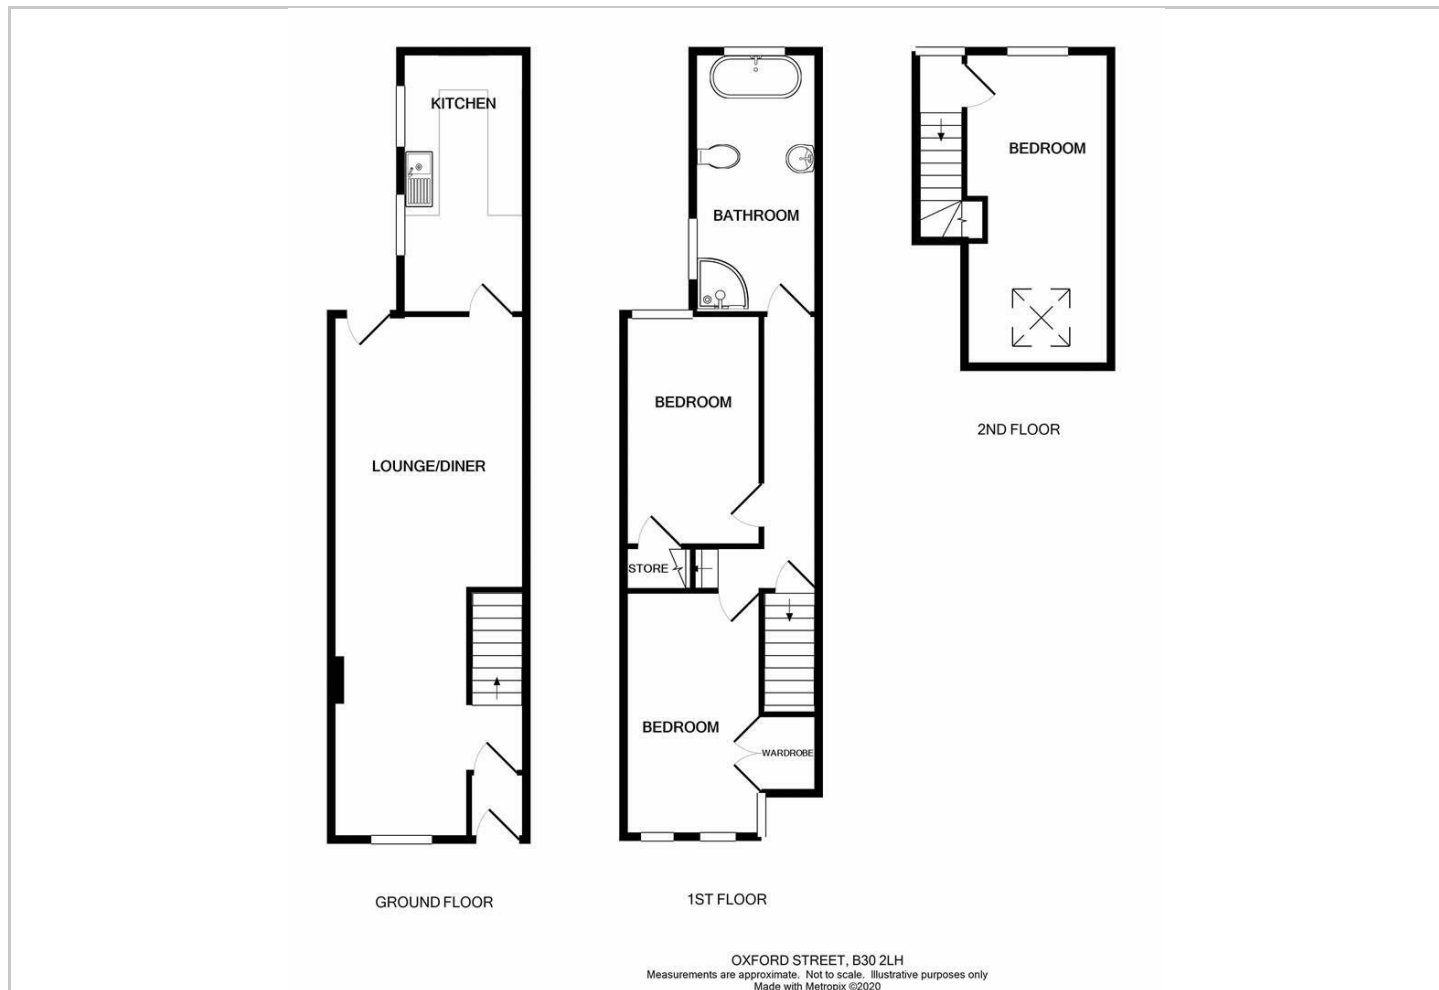 KITCHEN
LOUNGE/DINER
GROUND FLOOR
BATHROOM
BEDROOM
STORE
BEDROOM
WARDROBE
1ST FLOOR
BEDROOM
2ND FLOOR
OXFORD STREET, B30 2LH
Measurements are approximate. Not to scale. Illustrative purposes only
Made with Metropix ©2020